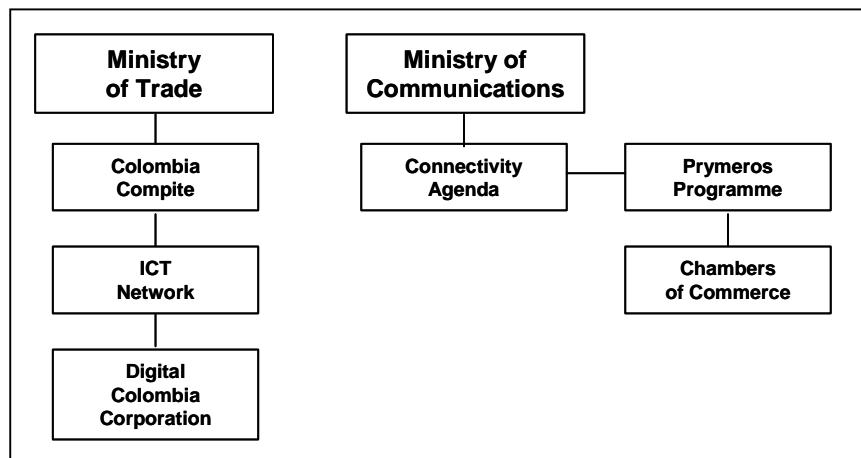 Ministry
of Trade
Ministry of
Communications
Colombia
Compite
Connectivity
Agenda
Prymeros
Programme
ICT
Network
Chambers
of Commerce
Digital
Colombia
Corporation